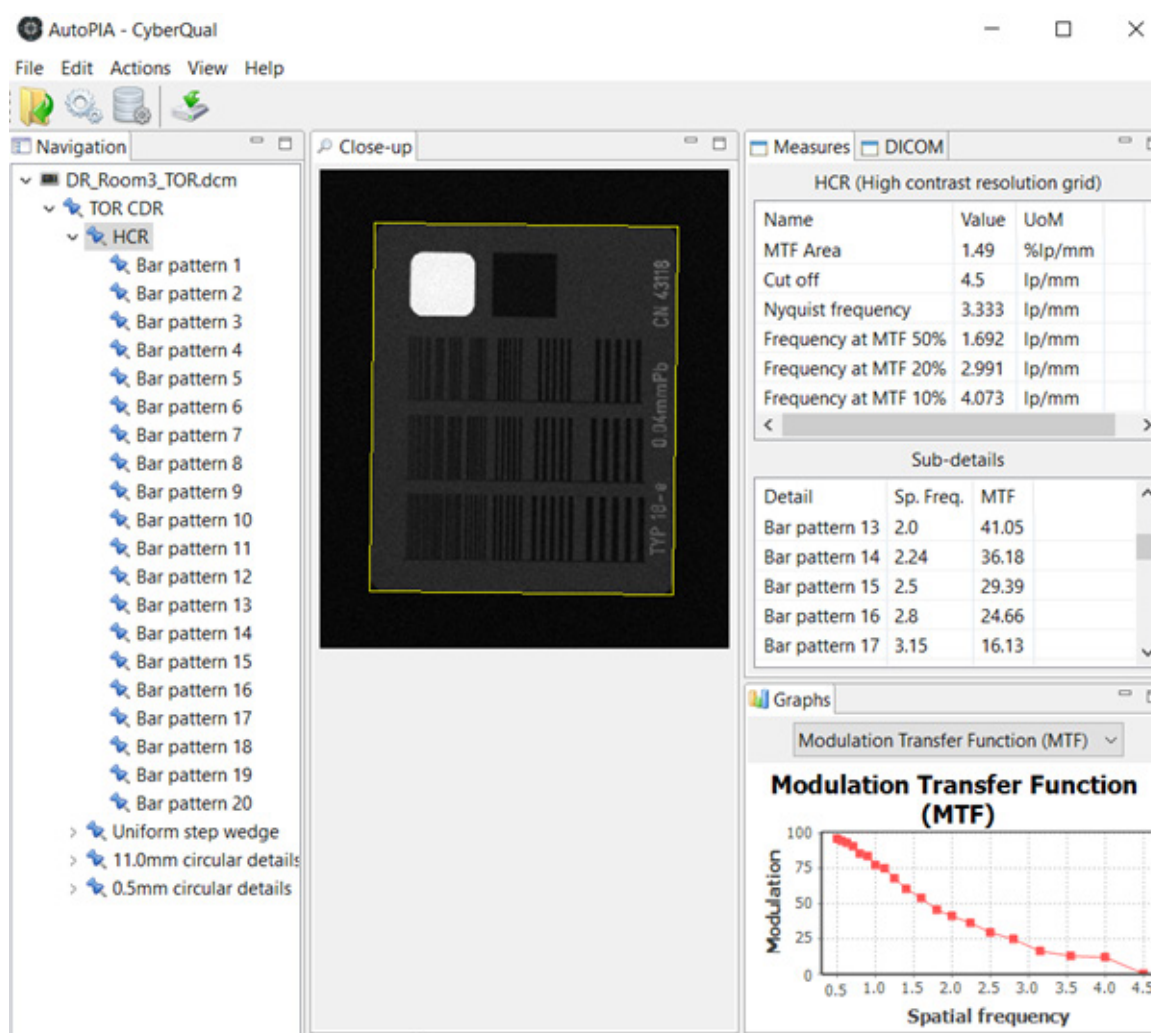 AutoPIA - CyberQual
File Edit Actions View Help
Navigation
DR_Room3_TOR.dcm
TOR CDR
HCR
Bar pattern 1
Bar pattern 2
Bar pattern 3
Bar pattern 4
Bar pattern 5
Bar pattern 6
Bar pattern 7
Bar pattern 8
Bar pattern 9
Bar pattern 10
Bar pattern 11
Bar pattern 12
Bar pattern 13
Bar pattern 14
Bar pattern 15
Bar pattern 16
Bar pattern 17
Bar pattern 18
Bar pattern 19
Bar pattern 20
Uniform step wedge
11.0mm circular details
0.5mm circular details
Close-up
CN 43118
0.04mmPb
TYP 18-e
Measures DICOM
HCR (High contrast resolution grid)
Name Value UoM
MTF Area 1.49 %lp/mm
Cut off 4.5 lp/mm
Nyquist frequency 3.333 lp/mm
Frequency at MTF 50% 1.692 lp/mm
Frequency at MTF 20% 2.991 lp/mm
Frequency at MTF 10% 4.073 lp/mm
Sub-details
Detail Sp. Freq. MTF
Bar pattern 13 2.0 41.05
Bar pattern 14 2.24 36.18
Bar pattern 15 2.5 29.39
Bar pattern 16 2.8 24.66
Bar pattern 17 3.15 16.13
Graphs
Modulation Transfer Function (MTF)
Modulation Transfer Function
(MTF)
Modulation
100
75
50
25
0
0.5 1.0 1.5 2.0 2.5 3.0 3.5 4.0 4.5
Spatial frequency